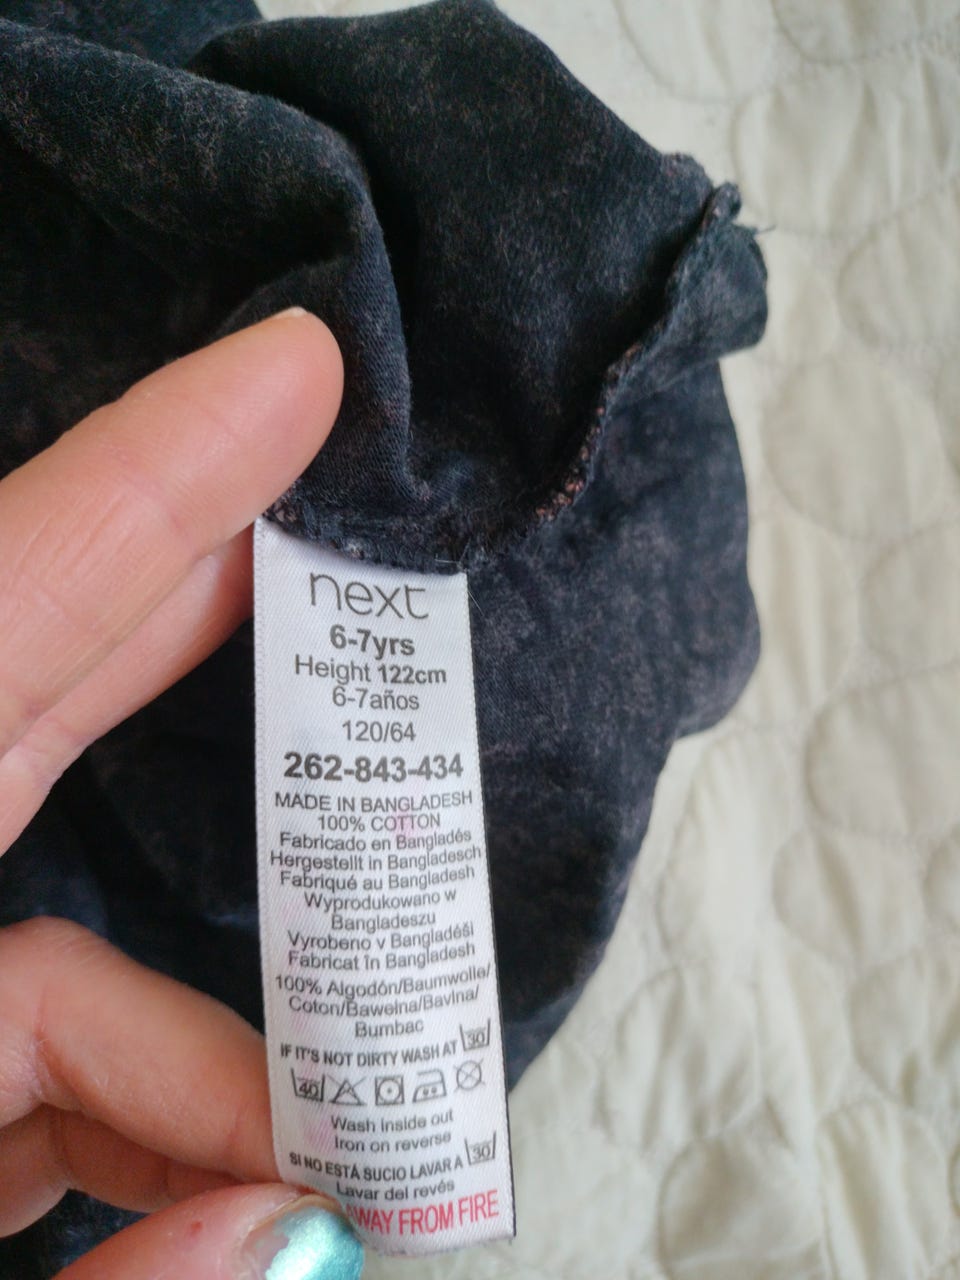 next
6-7yrs
Height 122cm
6-7años
120/64
262-843-434
MADE IN BANGLADESH
100% COTTON
Fabricado en Bangladés
Hergestellt in Bangladesch
Fabriqué au Bangladesh
Wyprodukowano w
Bangladeszu
Vyrobeno v Bangladéši
Fabricat în Bangladesh
100% Algodón/Baumwolle/
Coton/Bawełna/Bavlna/
Bumbac
IF IT'S NOT DIRTY WASH AT 30
40
Wash inside out
Iron on reverse
SI NO ESTÁ SUCIO LAVAR A 30
Lavar del revés
AWAY FROM FIRE